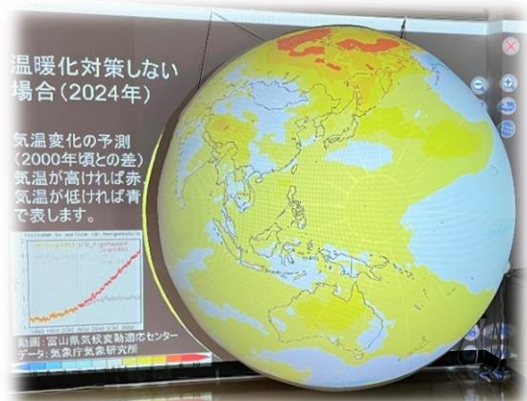 温暖化対策しない
場合(2024年)
気温変化の予測
(2000年頃との差)
気温が高ければ赤、
気温が低ければ青
で表します。
動画:富山県気候変動適応センター
データ:気象庁気象研究所